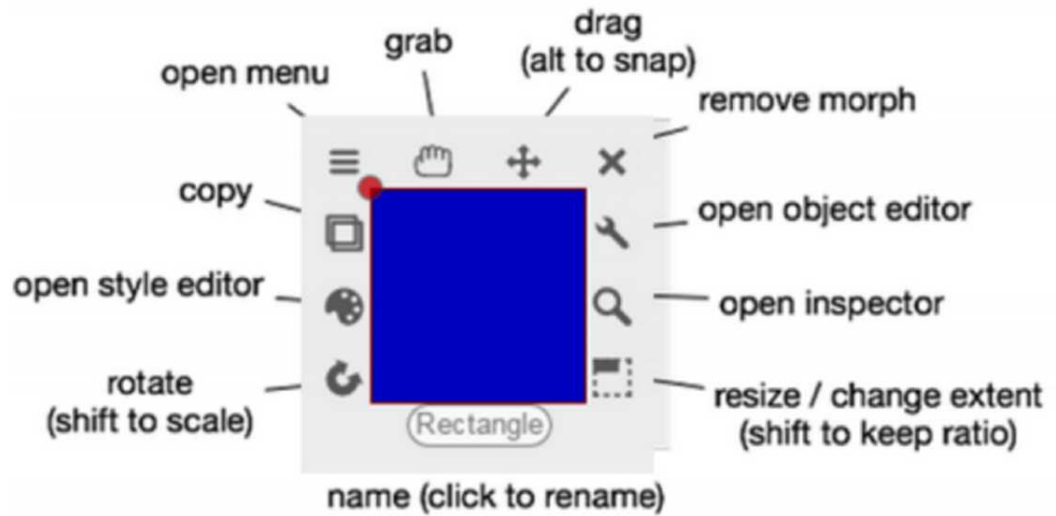 drag
grab
(alt to snap)
open menu
remove morph
copy
open object editor
open style editor
open inspector
rotate
(shift to scale)
resize / change extent
(shift to keep ratio)
Rectangle
name (click to rename)